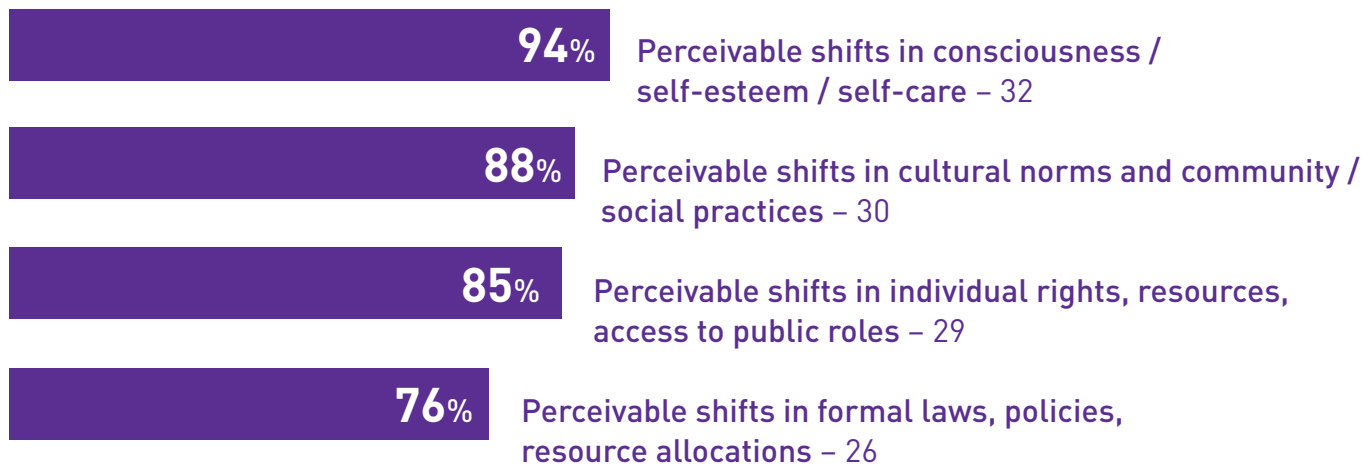 94% Perceivable shifts in consciousness /
self-esteem / self-care – 32
88% Perceivable shifts in cultural norms and community /
social practices – 30
85% Perceivable shifts in individual rights, resources,
access to public roles – 29
76% Perceivable shifts in formal laws, policies,
resource allocations – 26